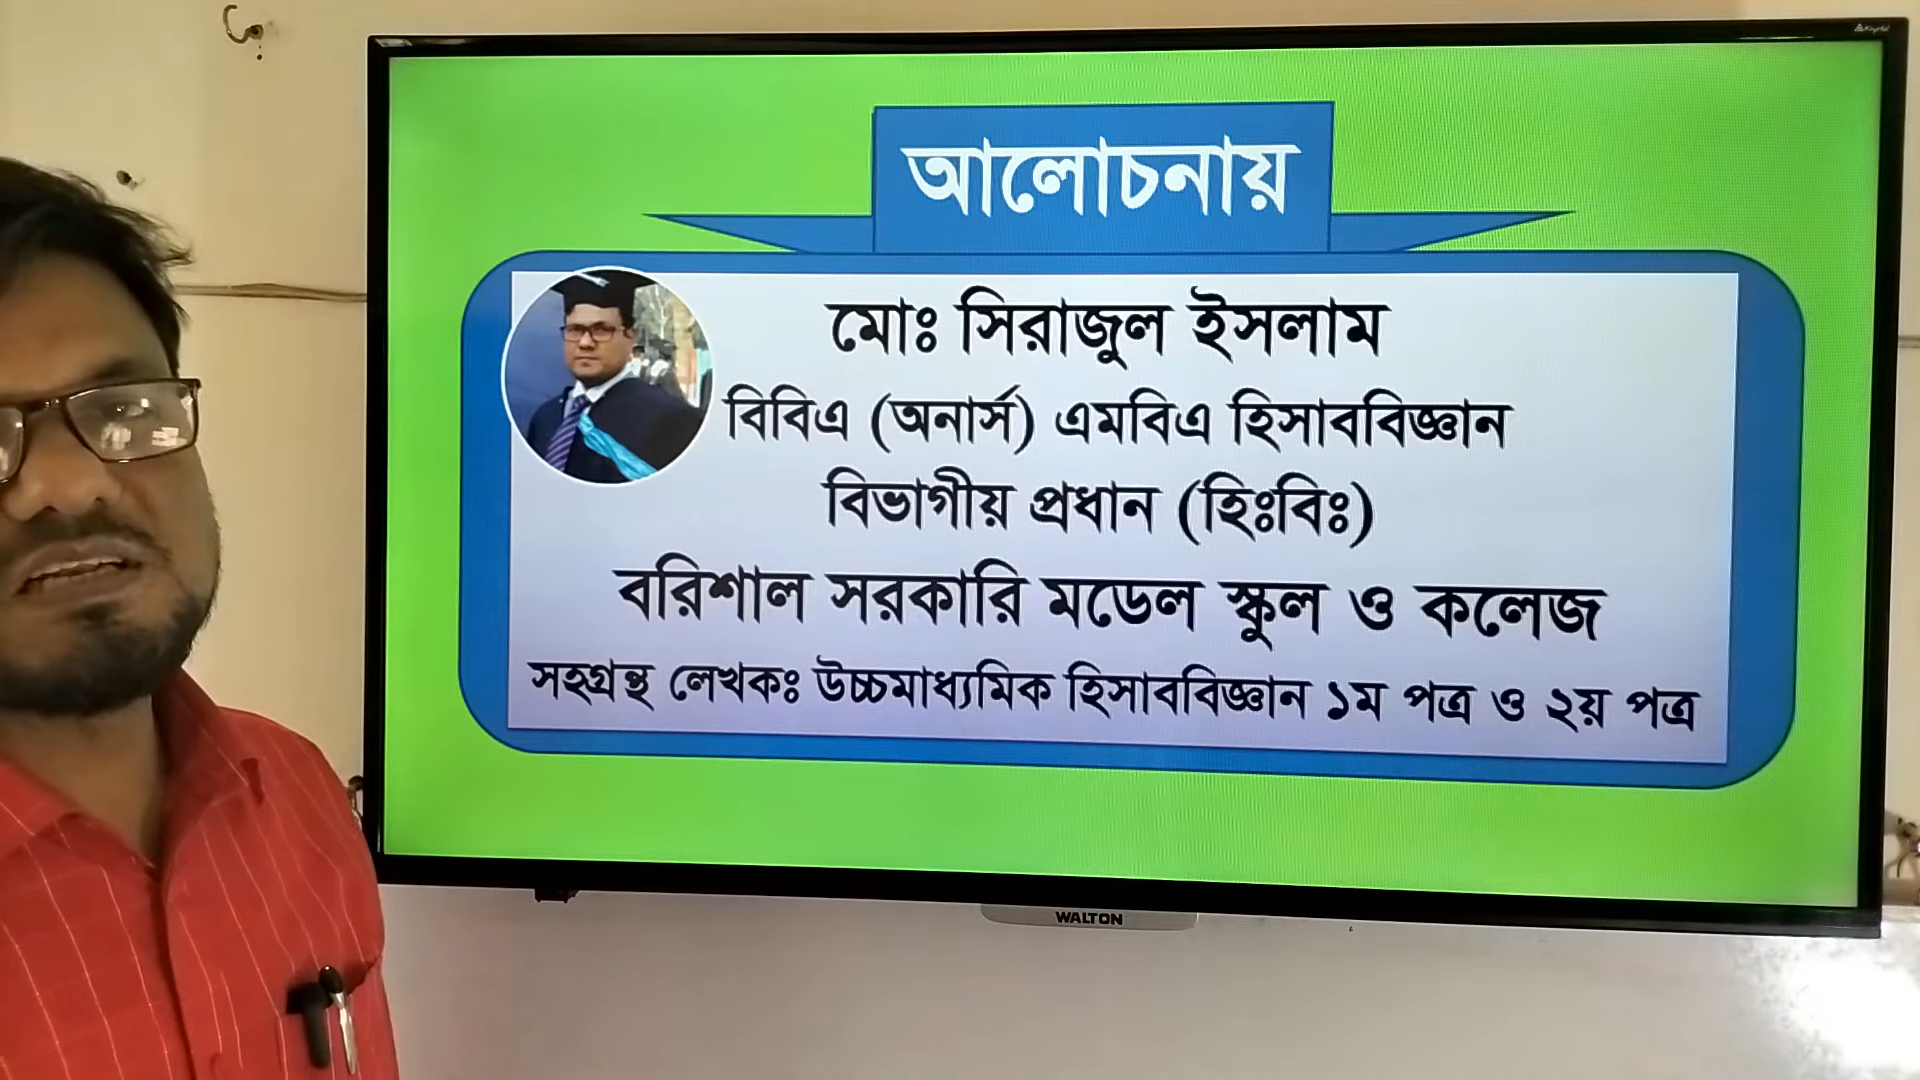 আলোচনায়
মোঃ সিরাজুল ইসলাম
বিবিএ (অনার্স) এমবিএ হিসাববিজ্ঞান
বিভাগীয় প্রধান (হিঃবিঃ)
বরিশাল সরকারি মডেল স্কুল ও কলেজ
সহগ্রন্থ লেখকঃ উচ্চমাধ্যমিক হিসাববিজ্ঞান ১ম পত্র ও ২য় পত্র
WALTON